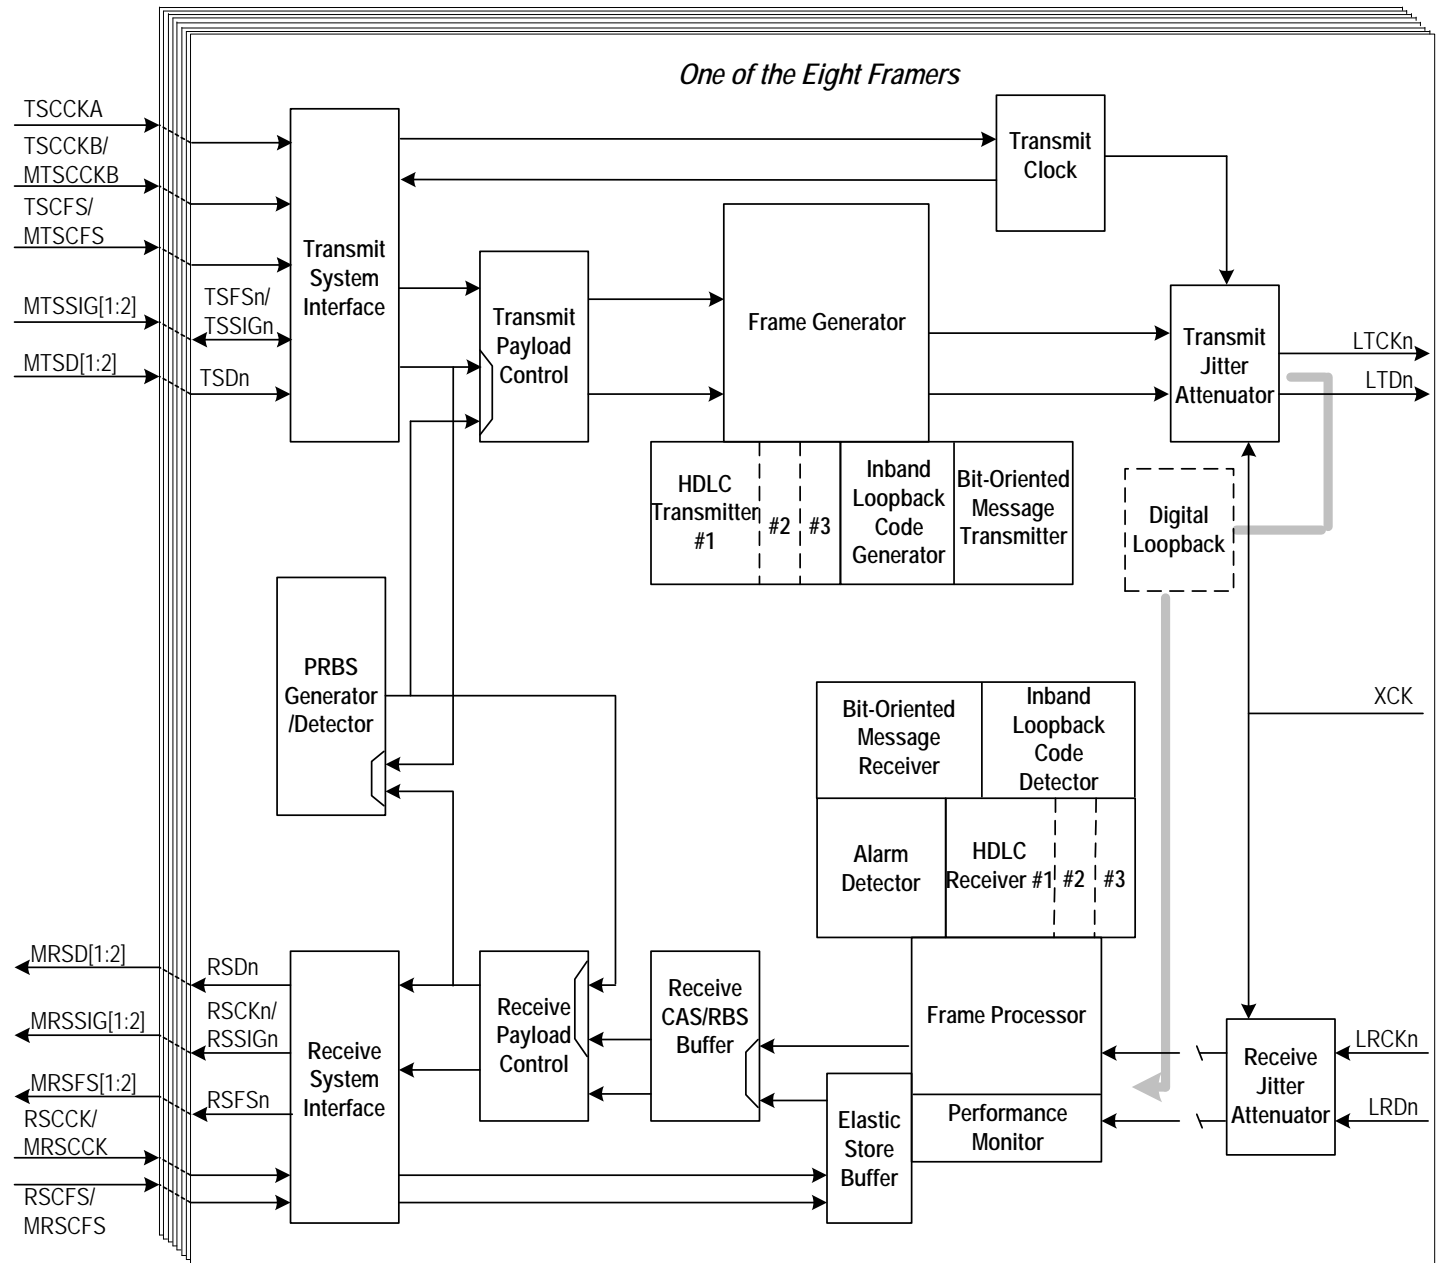 One of the Eight Framers
TSCCKA
TSCCKB/
MTSCCKB
TSCFS/
MTSCFS
MTSSIG[1:2]
MTSD[1:2]
TSFSn/
TSSIGn
TSDn
Transmit
System
Interface
Transmit
Payload
Control
Frame Generator
Transmit
Clock
Transmit
Jitter
Attenuator
LTCKn
LTDn
HDLC
Transmitter
#1
#2
#3
Inband
Loopback
Code
Generator
Bit-Oriented
Message
Transmitter
Digital
Loopback
PRBS
Generator
/Detector
XCK
Bit-Oriented
Message
Receiver
Inband
Loopback
Code
Detector
Alarm
Detector
HDLC
Receiver #1
#2
#3
MRSD[1:2]
MRSSIG[1:2]
MRSFS[1:2]
RSCCK/
MRSCCK
RSCFS/
MRSCFS
RSDn
RSCKn/
RSSIGn
RSFSn
Receive
System
Interface
Receive
Payload
Control
Receive
CAS/RBS
Buffer
Elastic
Store
Buffer
Frame Processor
Performance
Monitor
Receive
Jitter
Attenuator
LRCKn
LRDn